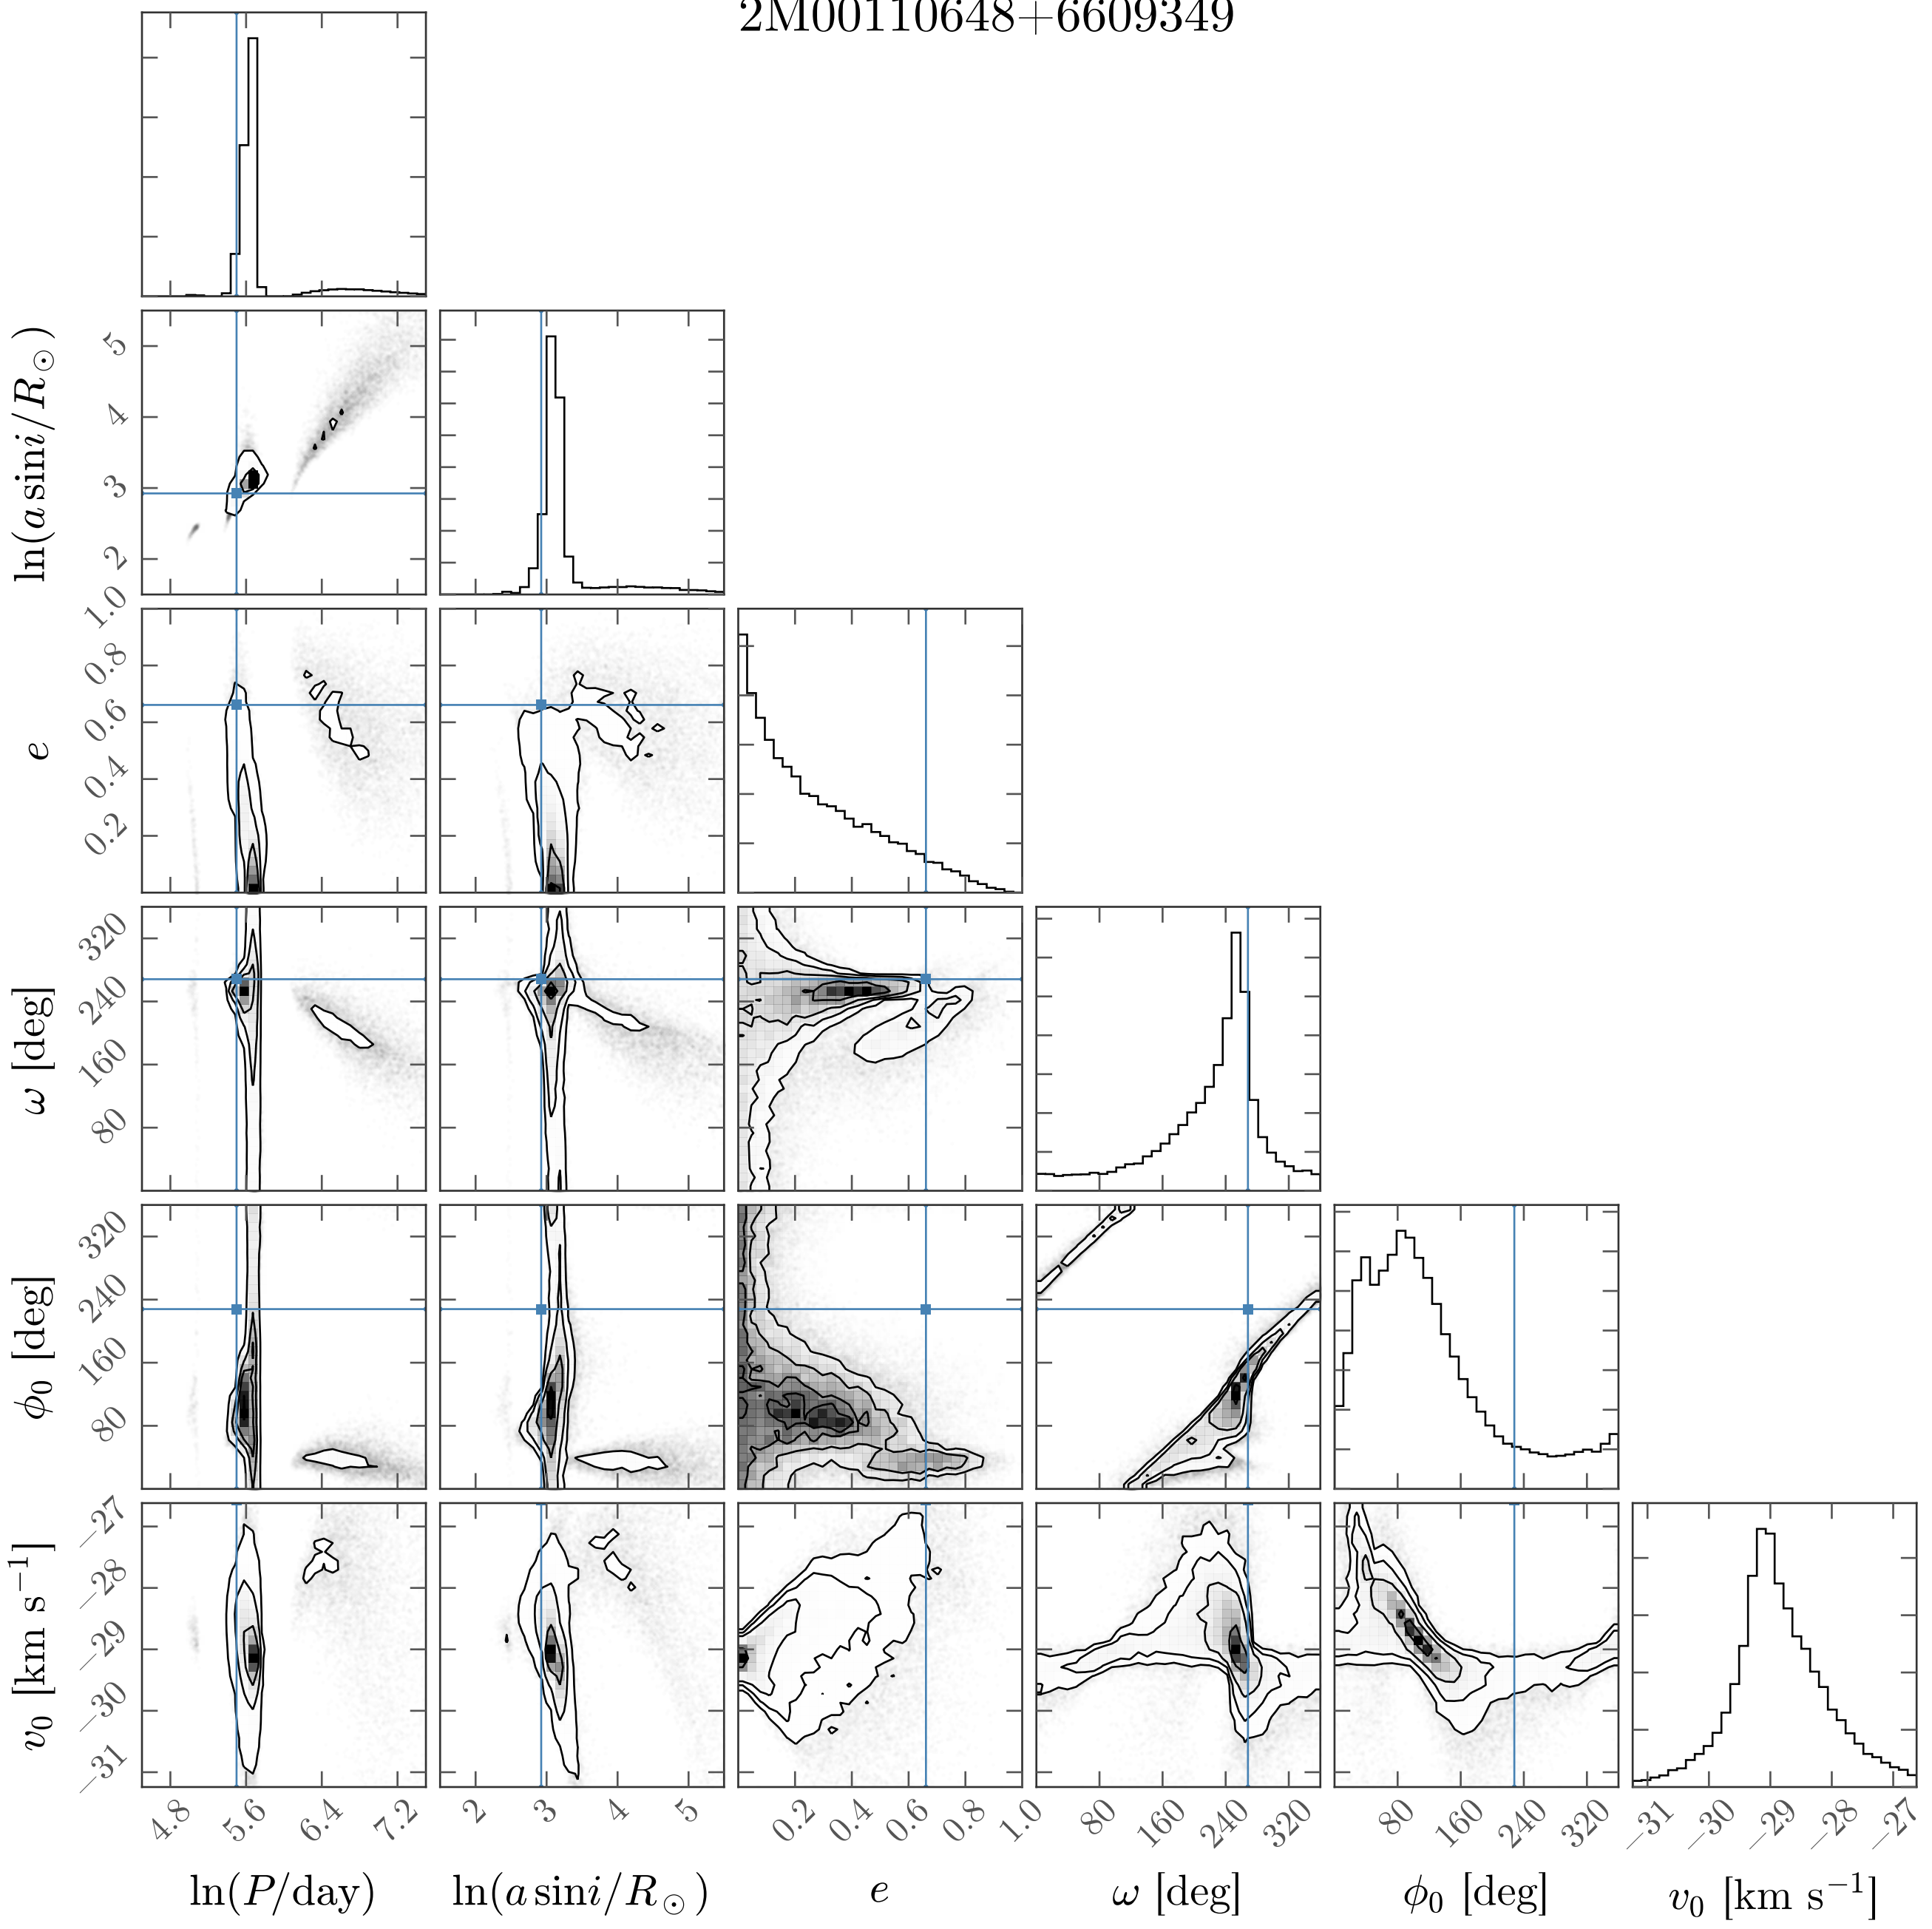 2M00110648+6609349
ln(a sini/R⊙)
5
4
3
2
e
1.0
0.8
0.6
0.4
0.2
ω [deg]
320
240
160
80
ϕ₀ [deg]
320
240
160
80
v₀ [km s⁻¹]
−27
−28
−29
−30
−31
4.8 5.6 6.4 7.2
2 3 4 5
0.2 0.4 0.6 0.8 1.0
80 160 240 320
80 160 240 320
−31 −30 −29 −28 −27
ln(P/day) ln(a sini/R⊙) e ω [deg] ϕ₀ [deg] v₀ [km s⁻¹]